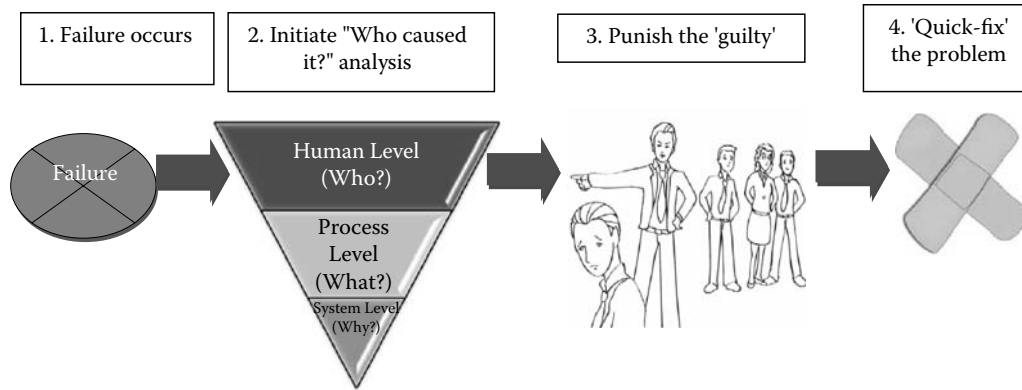 1. Failure occurs
2. Initiate "Who caused
it?" analysis
3. Punish the 'guilty'
4. 'Quick-fix'
the problem
Failure
Human Level
(Who?)
Process
Level
(What?)
System Level
(Why?)